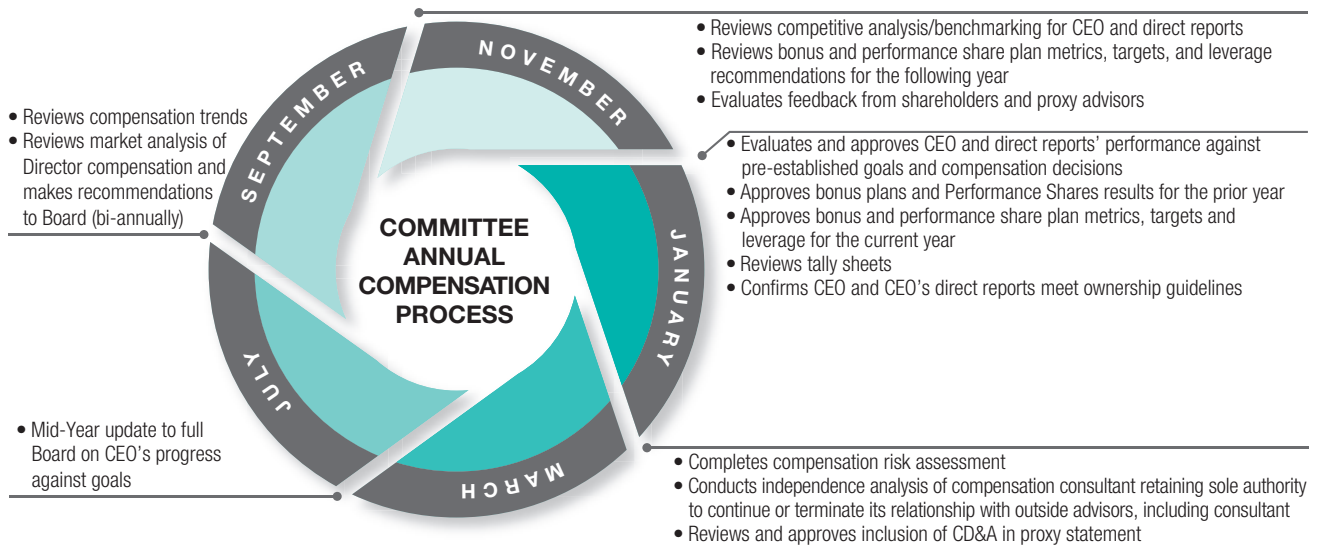 NOVEMBER
• Reviews competitive analysis/benchmarking for CEO and direct reports
• Reviews bonus and performance share plan metrics, targets, and leverage
recommendations for the following year
• Evaluates feedback from shareholders and proxy advisors
JANUARY
• Evaluates and approves CEO and direct reports’ performance against
pre-established goals and compensation decisions
• Approves bonus plans and Performance Shares results for the prior year
• Approves bonus and performance share plan metrics, targets and
leverage for the current year
• Reviews tally sheets
• Confirms CEO and CEO’s direct reports meet ownership guidelines
MARCH
• Completes compensation risk assessment
• Conducts independence analysis of compensation consultant retaining sole authority
to continue or terminate its relationship with outside advisors, including consultant
• Reviews and approves inclusion of CD&A in proxy statement
JULY
• Mid-Year update to full
Board on CEO’s progress
against goals
SEPTEMBER
• Reviews compensation trends
• Reviews market analysis of
Director compensation and
makes recommendations
to Board (bi-annually)
COMMITTEE
ANNUAL
COMPENSATION
PROCESS